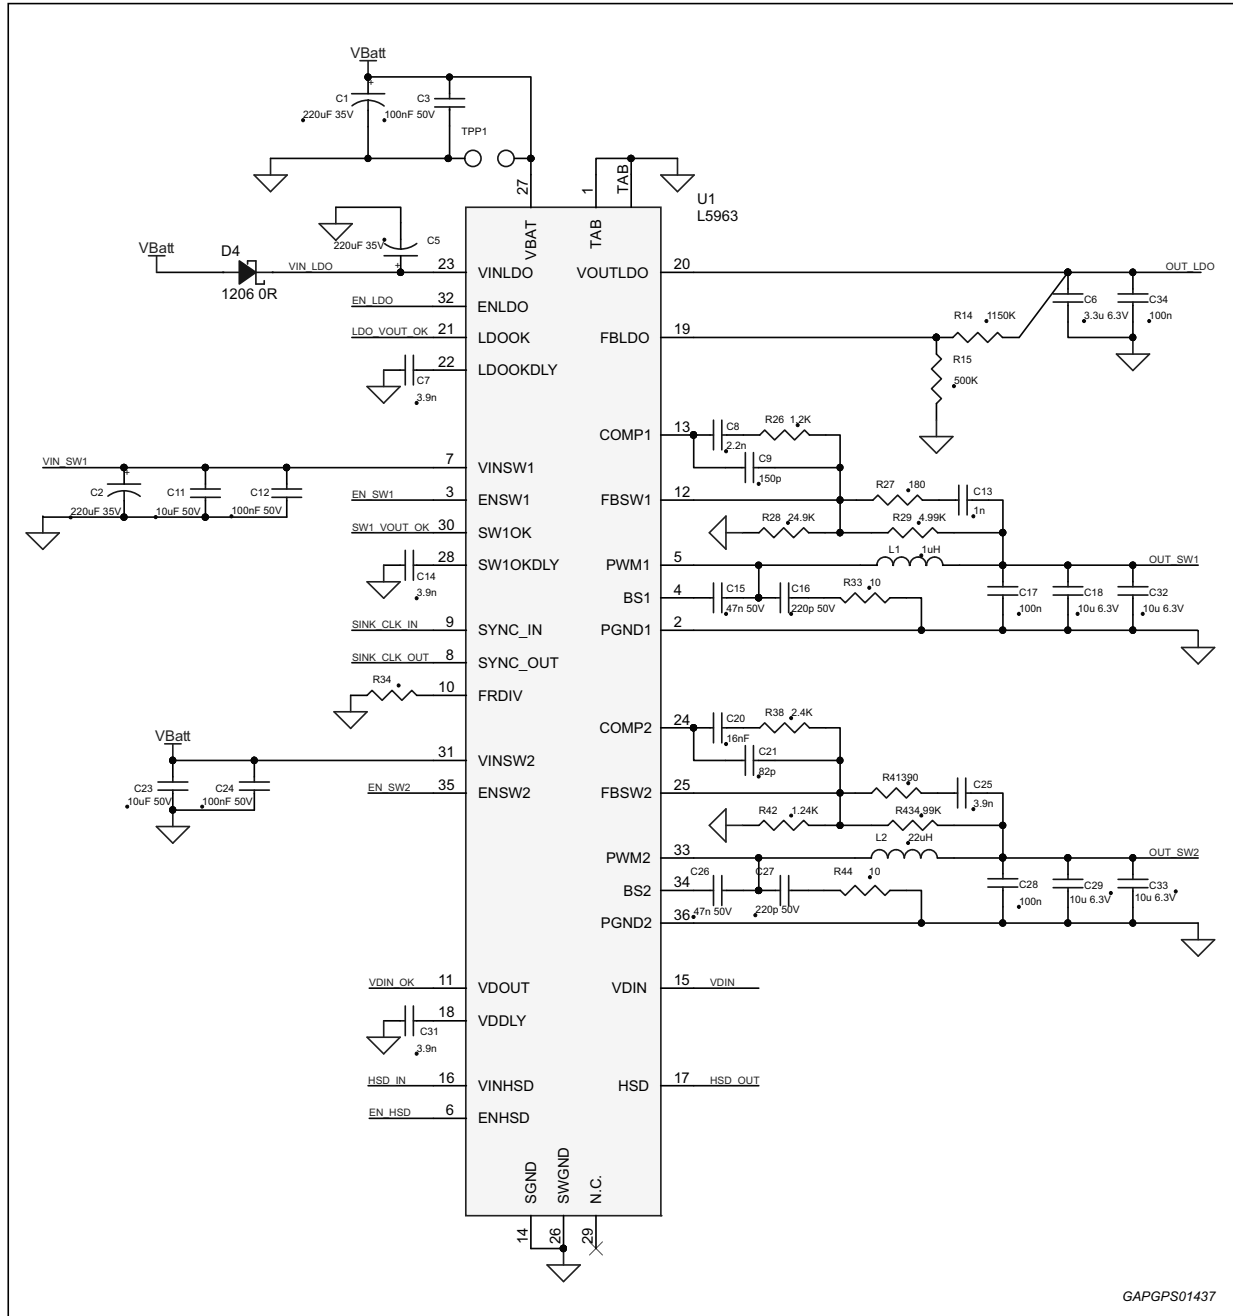 VBatt
C1
220uF 35V
C3
100nF 50V
TPP1
27
VBAT
1
TAB
TAB
U1
L5963
220uF 35V
C5
VBatt
D4
1206 0R
VIN_LDO
23
VINLDO
VOUTLDO
20
OUT_LDO
EN_LDO
32
ENLDO
C6
3.3u 6.3V
C34
100n
LDO_VOUT_OK
21
LDOOK
FBLDO
19
R14
1150K
R15
500K
22
LDOOKDLY
C7
3.9n
COMP1
13
C8
2.2n
R26
1.2K
C9
150p
VIN_SW1
7
VINSW1
C2
220uF 35V
C11
10uF 50V
C12
100nF 50V
EN_SW1
3
ENSW1
FBSW1
12
R27
180
C13
1n
SW1_VOUT_OK
30
SW1OK
R28
24.9K
R29
4.99K
28
SW1OKDLY
C14
3.9n
PWM1
5
L1
1uH
OUT_SW1
BS1
4
C15
47n 50V
C16
220p 50V
R33
10
C17
100n
C18
10u 6.3V
C32
10u 6.3V
SINK_CLK_IN
9
SYNC_IN
PGND1
2
SINK_CLK_OUT
8
SYNC_OUT
R34
10
FRDIV
COMP2
24
C20
16nF
R38
2.4K
C21
82p
VBatt
31
VINSW2
C23
10uF 50V
C24
100nF 50V
EN_SW2
35
ENSW2
FBSW2
25
R41390
C25
3.9n
R42
1.24K
R434.99K
PWM2
33
L2
22uH
OUT_SW2
BS2
34
C26
47n 50V
C27
220p 50V
R44
10
C28
100n
C29
10u 6.3V
C33
10u 6.3V
PGND2
36
VDIN_OK
11
VDOUT
VDIN
15
VDIN
18
VDDLY
C31
3.9n
HSD_IN
16
VINHSD
HSD
17
HSD_OUT
EN_HSD
6
ENHSD
SGND
SWGND
N.C.
14
26
29
GAPGPS01437